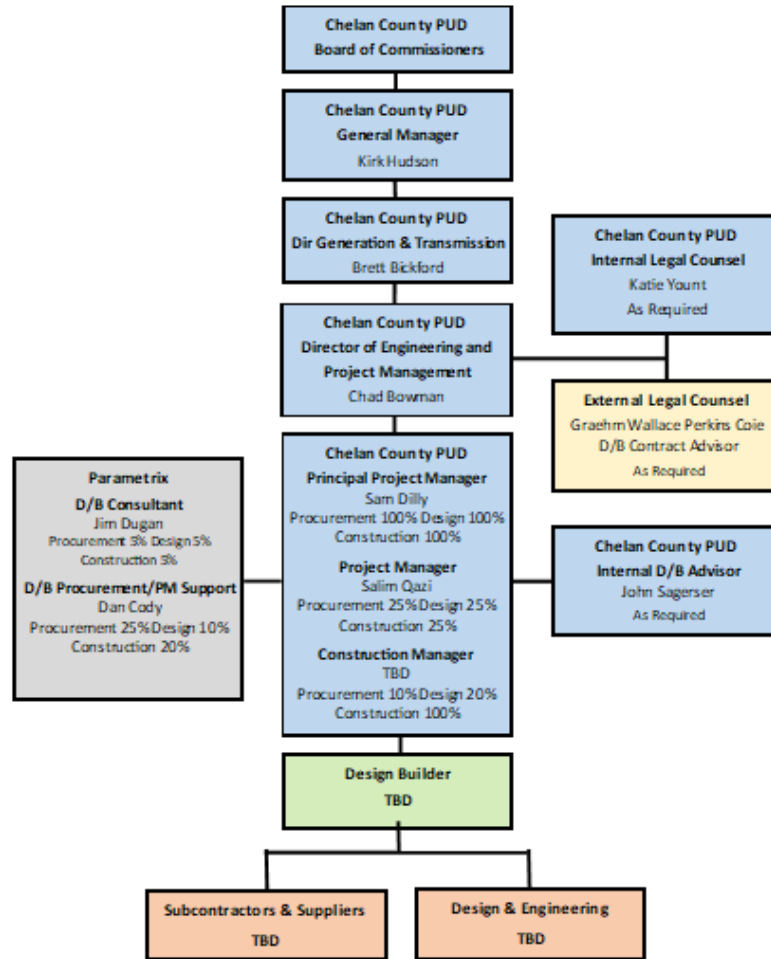 Chelan County PUD
Board of Commissioners
Chelan County PUD
General Manager
Kirk Hudson
Chelan County PUD
Dir Generation & Transmission
Brett Bickford
Chelan County PUD
Internal Legal Counsel
Katie Yount
As Required
Chelan County PUD
Director of Engineering and
Project Management
Chad Bowman
External Legal Counsel
Graehm Wallace Perkins Coie
D/B Contract Advisor
As Required
Parametrix
D/B Consultant
Jim Dugan
Procurement 5% Design 5%
Construction 3%
D/B Procurement/PM Support
Dan Cody
Procurement 25% Design 10%
Construction 20%
Chelan County PUD
Principal Project Manager
Sam Dilly
Procurement 100% Design 100%
Construction 100%
Project Manager
Salim Qazi
Procurement 25% Design 25%
Construction 25%
Construction Manager
TBD
Procurement 10% Design 20%
Construction 100%
Chelan County PUD
Internal D/B Advisor
John Sagerser
As Required
Design Builder
TBD
Subcontractors & Suppliers
TBD
Design & Engineering
TBD